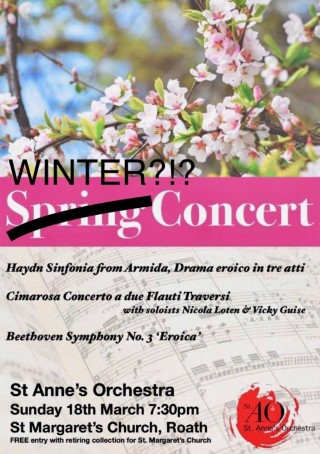 WINTER?!?
Spring Concert
Haydn Sinfonia from Armida, Drama eroico in tre atti
Cimarosa Concerto a due Flauti Traversi
with soloists Nicola Loten & Vicky Guise
Beethoven Symphony No. 3 ‘Eroica’
St Anne’s Orchestra
Sunday 18th March 7:30pm
St Margaret’s Church, Roath
FREE entry with retiring collection for St. Margaret’s Church
St.
AO
St. Anne's Orchestra